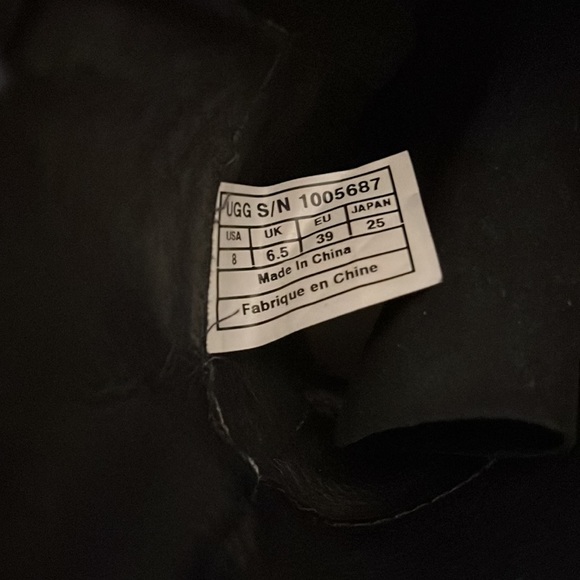 UGG S/N 1005687
USA UK EU JAPAN
8 6.5 39 25
Made In China
Fabrique en Chine